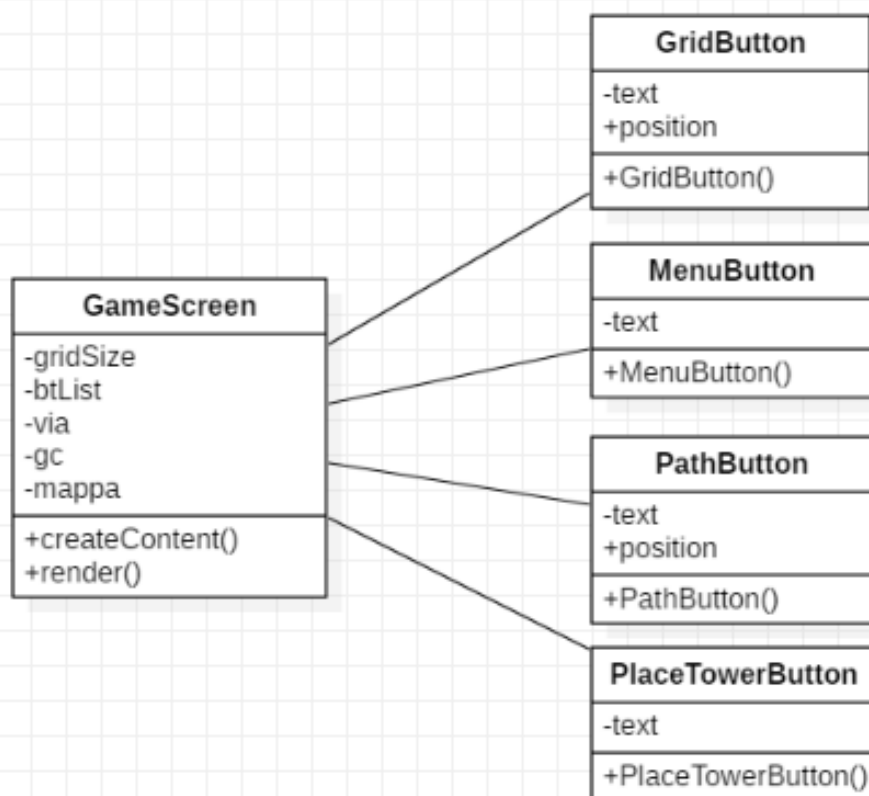 GameScreen
-gridSize
-btList
-via
-gc
-mappa
+createContent()
+render()
GridButton
-text
+position
+GridButton()
MenuButton
-text
+MenuButton()
PathButton
-text
+position
+PathButton()
PlaceTowerButton
-text
+PlaceTowerButton()